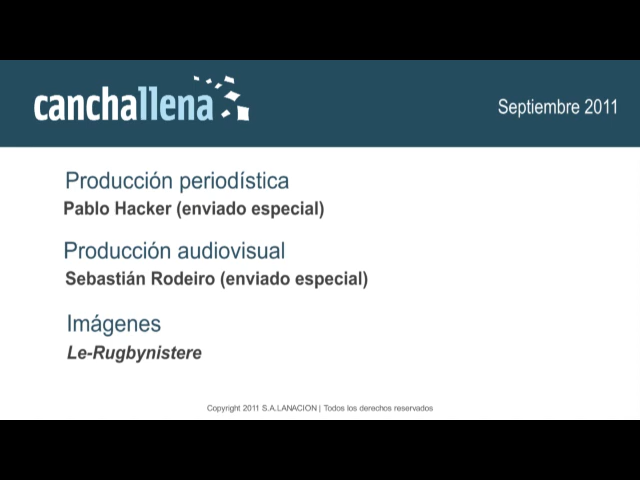 canchallena
Septiembre 2011
Producción periodística
Pablo Hacker (enviado especial)
Producción audiovisual
Sebastián Rodeiro (enviado especial)
Imágenes
Le-Rugbynistere
Copyright 2011 S.A.LANACION | Todos los derechos reservados